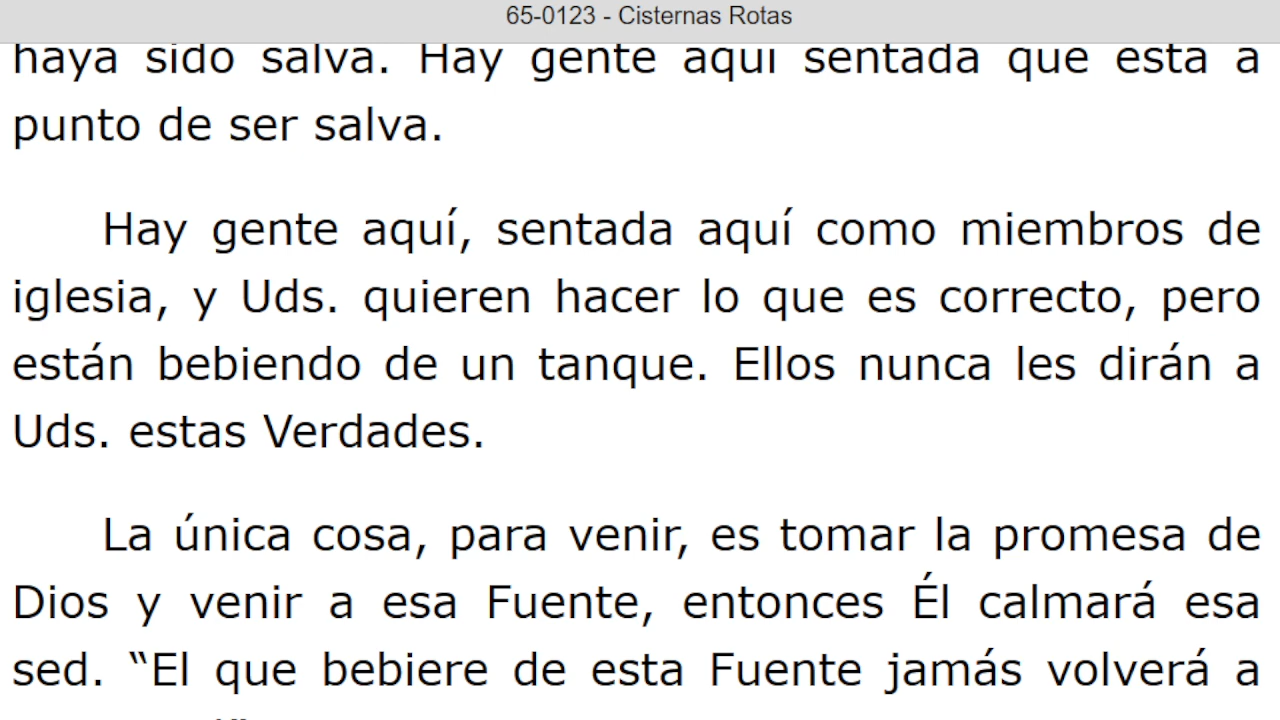 65-0123 - Cisternas Rotas
haya sido salva. Hay gente aquí sentada que está a
punto de ser salva.
Hay gente aquí, sentada aquí como miembros de
iglesia, y Uds. quieren hacer lo que es correcto, pero
están bebiendo de un tanque. Ellos nunca les dirán a
Uds. estas Verdades.
La única cosa, para venir, es tomar la promesa de
Dios y venir a esa Fuente, entonces Él calmará esa
sed. “El que bebiere de esta Fuente jamás volverá a